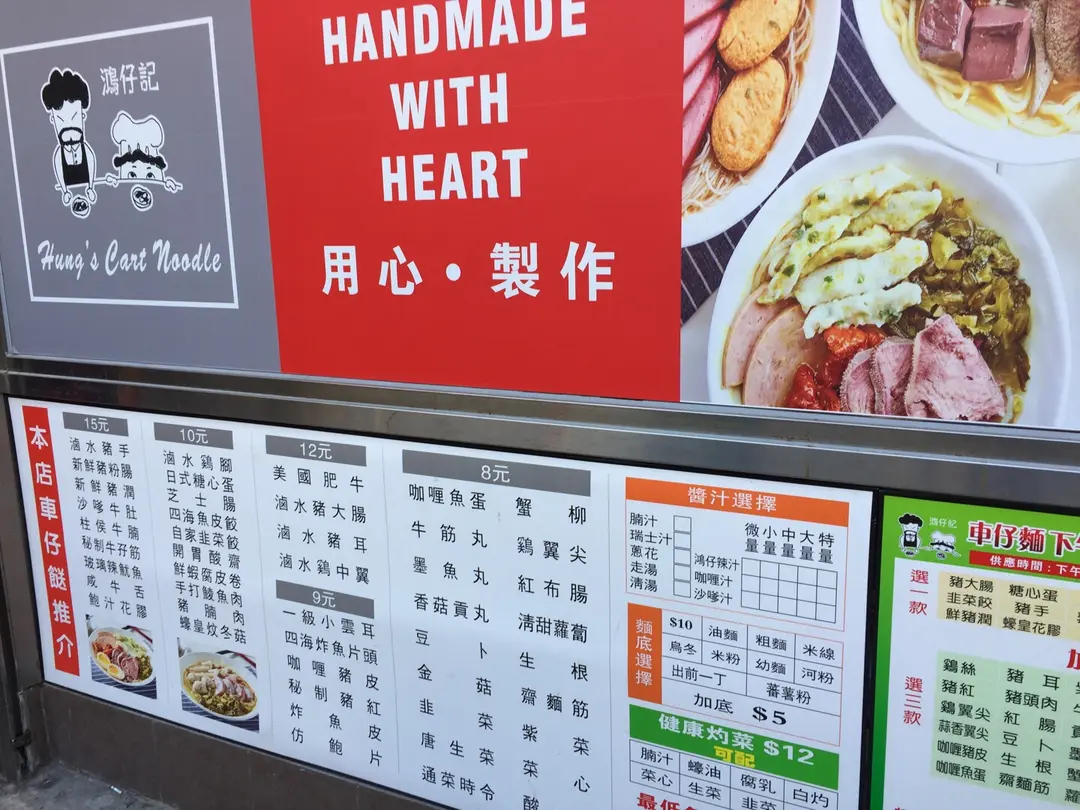 鴻仔記
Hung's Cart Noodle
HANDMADE
WITH
HEART
用心・製作
本店車仔餸推介
15元
滷水豬手
新鮮豬粉腸
新鮮豬潤
沙嗲牛肚
柱侯牛腩
秘制牛孖筋
玻璃辣魷魚
咸牛舌
鮑汁花膠
10元
滷水鷄腳
日式糖心蛋
芝士腸
四海魚皮餃
自家韭菜餃
開胃酸齋
鮮蝦腐皮卷
手打鯪魚肉
豬腩肉
蠔皇炆冬菇
12元
美國肥牛
滷水豬大腸
滷水豬耳
滷水鷄中翼
9元
一級小雲耳
四海炸魚片頭
咖喱豬皮
秘制豬紅
炸魚皮
仿鮑片
8元
咖喱魚蛋
牛筋丸
墨魚丸
香菇貢丸
豆卜
金菇
韭菜
唐生菜
通菜時令
蟹柳
鷄翼尖
紅布腸
淸甜蘿蔔
生根
齋麵筋
紫菜
菜心
酸
醬汁選擇
腩汁
瑞士汁
蔥花
走湯
淸湯
微量 小量 中量 大量 特量
鴻仔辣汁
咖喱汁
沙嗲汁
麵底選擇
$10 油麵 粗麵 米線
烏冬 米粉 幼麵 河粉
出前一丁 蕃薯粉
加底 $5
健康灼菜 $12
可配
腩汁 蠔油 腐乳 白灼
菜心 生菜 韭菜
最低
鴻仔記
車仔麵下午
供應時間：下午
選一款
豬大腸 糖心蛋
韭菜餃 豬手
鮮豬潤 蠔皇花膠
加
選三款
鷄絲 豬耳
豬紅 豬頭肉
鷄翼尖 紅腸
蒜香翼尖 豆卜
咖喱豬皮 生根
咖喱魚蛋 齋麵筋